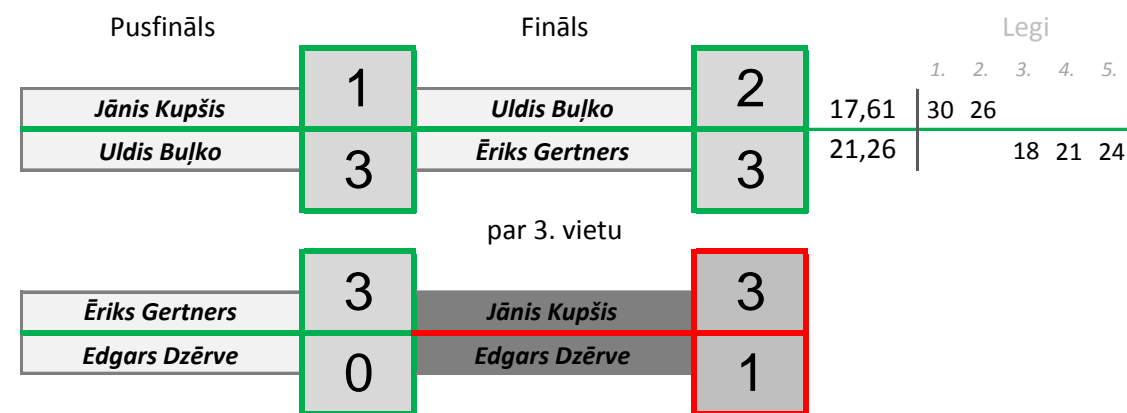 Pusfināls Fināls Legi
1. 2. 3. 4. 5.
Jānis Kupšis 1 Uldis Buļko 2 17,61 30 26
Uldis Buļko 3 Ēriks Gertners 3 21,26 18 21 24
par 3. vietu
Ēriks Gertners 3 Jānis Kupšis 3
Edgars Dzērve 0 Edgars Dzērve 1